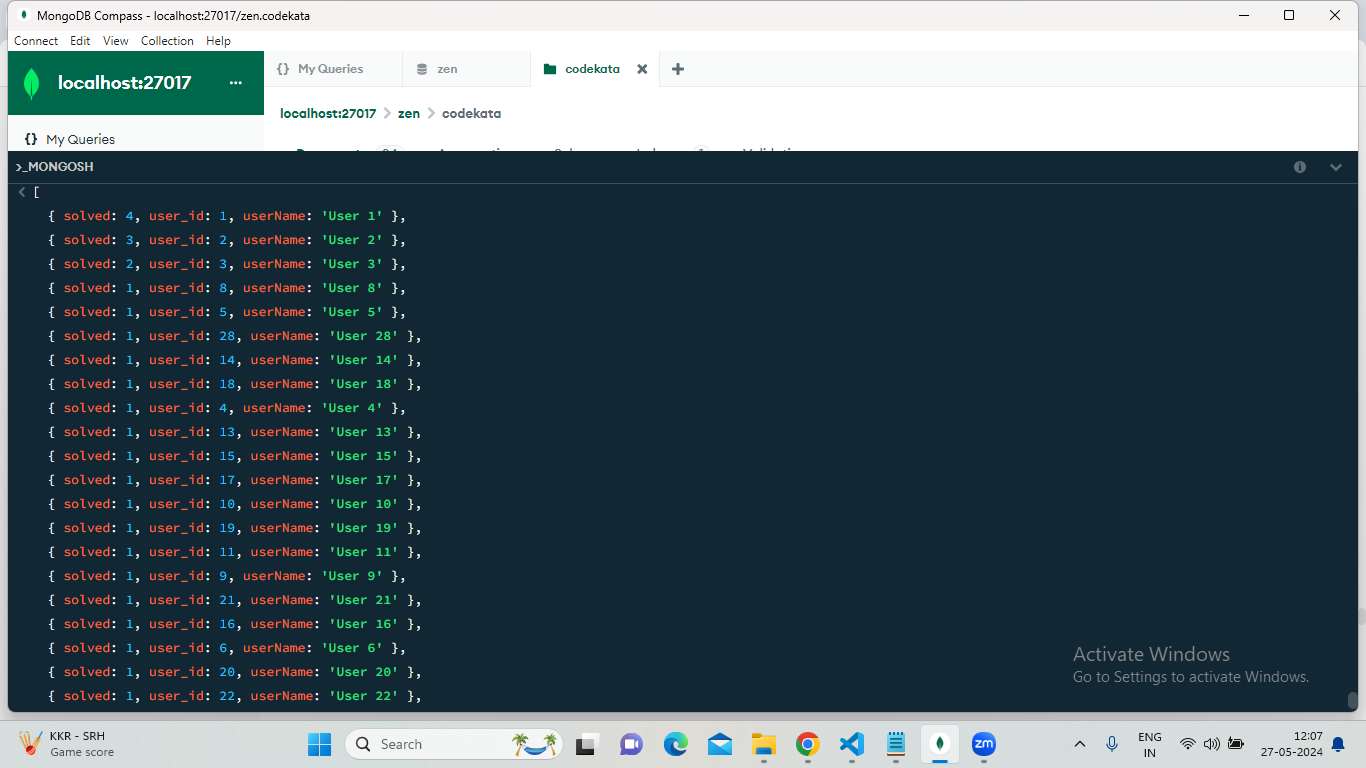 MongoDB Compass - localhost:27017/zen.codekata
Connect Edit View Collection Help
localhost:27017 ...
{} My Queries
zen
codekata
localhost:27017 > zen > codekata
{} My Queries
>_MONGOSH
< [
{ solved: 4, user_id: 1, userName: 'User 1' },
{ solved: 3, user_id: 2, userName: 'User 2' },
{ solved: 2, user_id: 3, userName: 'User 3' },
{ solved: 1, user_id: 8, userName: 'User 8' },
{ solved: 1, user_id: 5, userName: 'User 5' },
{ solved: 1, user_id: 28, userName: 'User 28' },
{ solved: 1, user_id: 14, userName: 'User 14' },
{ solved: 1, user_id: 18, userName: 'User 18' },
{ solved: 1, user_id: 4, userName: 'User 4' },
{ solved: 1, user_id: 13, userName: 'User 13' },
{ solved: 1, user_id: 15, userName: 'User 15' },
{ solved: 1, user_id: 17, userName: 'User 17' },
{ solved: 1, user_id: 10, userName: 'User 10' },
{ solved: 1, user_id: 19, userName: 'User 19' },
{ solved: 1, user_id: 11, userName: 'User 11' },
{ solved: 1, user_id: 9, userName: 'User 9' },
{ solved: 1, user_id: 21, userName: 'User 21' },
{ solved: 1, user_id: 16, userName: 'User 16' },
{ solved: 1, user_id: 6, userName: 'User 6' },
{ solved: 1, user_id: 20, userName: 'User 20' },
{ solved: 1, user_id: 22, userName: 'User 22' },
Activate Windows
Go to Settings to activate Windows.
KKR - SRH
Game score
Search
zm
ENG
IN
12:07
27-05-2024